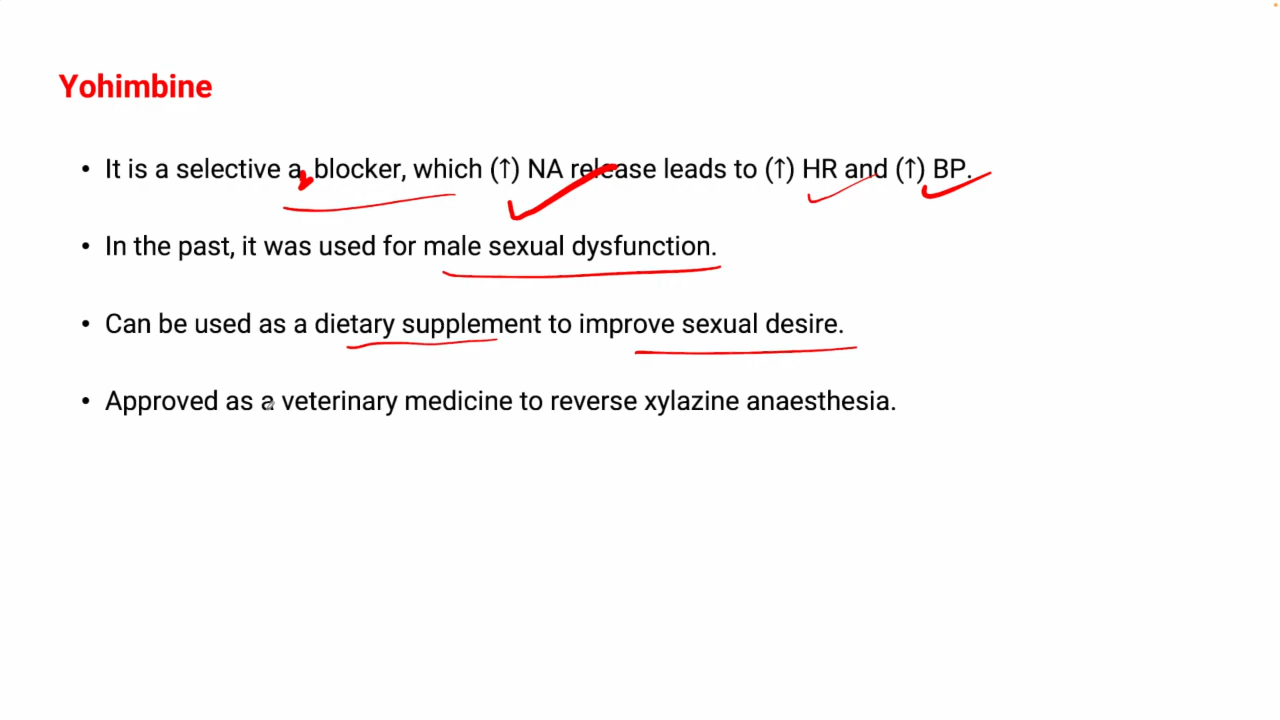 Yohimbine
• It is a selective a2 blocker, which (↑) NA release leads to (↑) HR and (↑) BP.
• In the past, it was used for male sexual dysfunction.
• Can be used as a dietary supplement to improve sexual desire.
• Approved as a veterinary medicine to reverse xylazine anaesthesia.